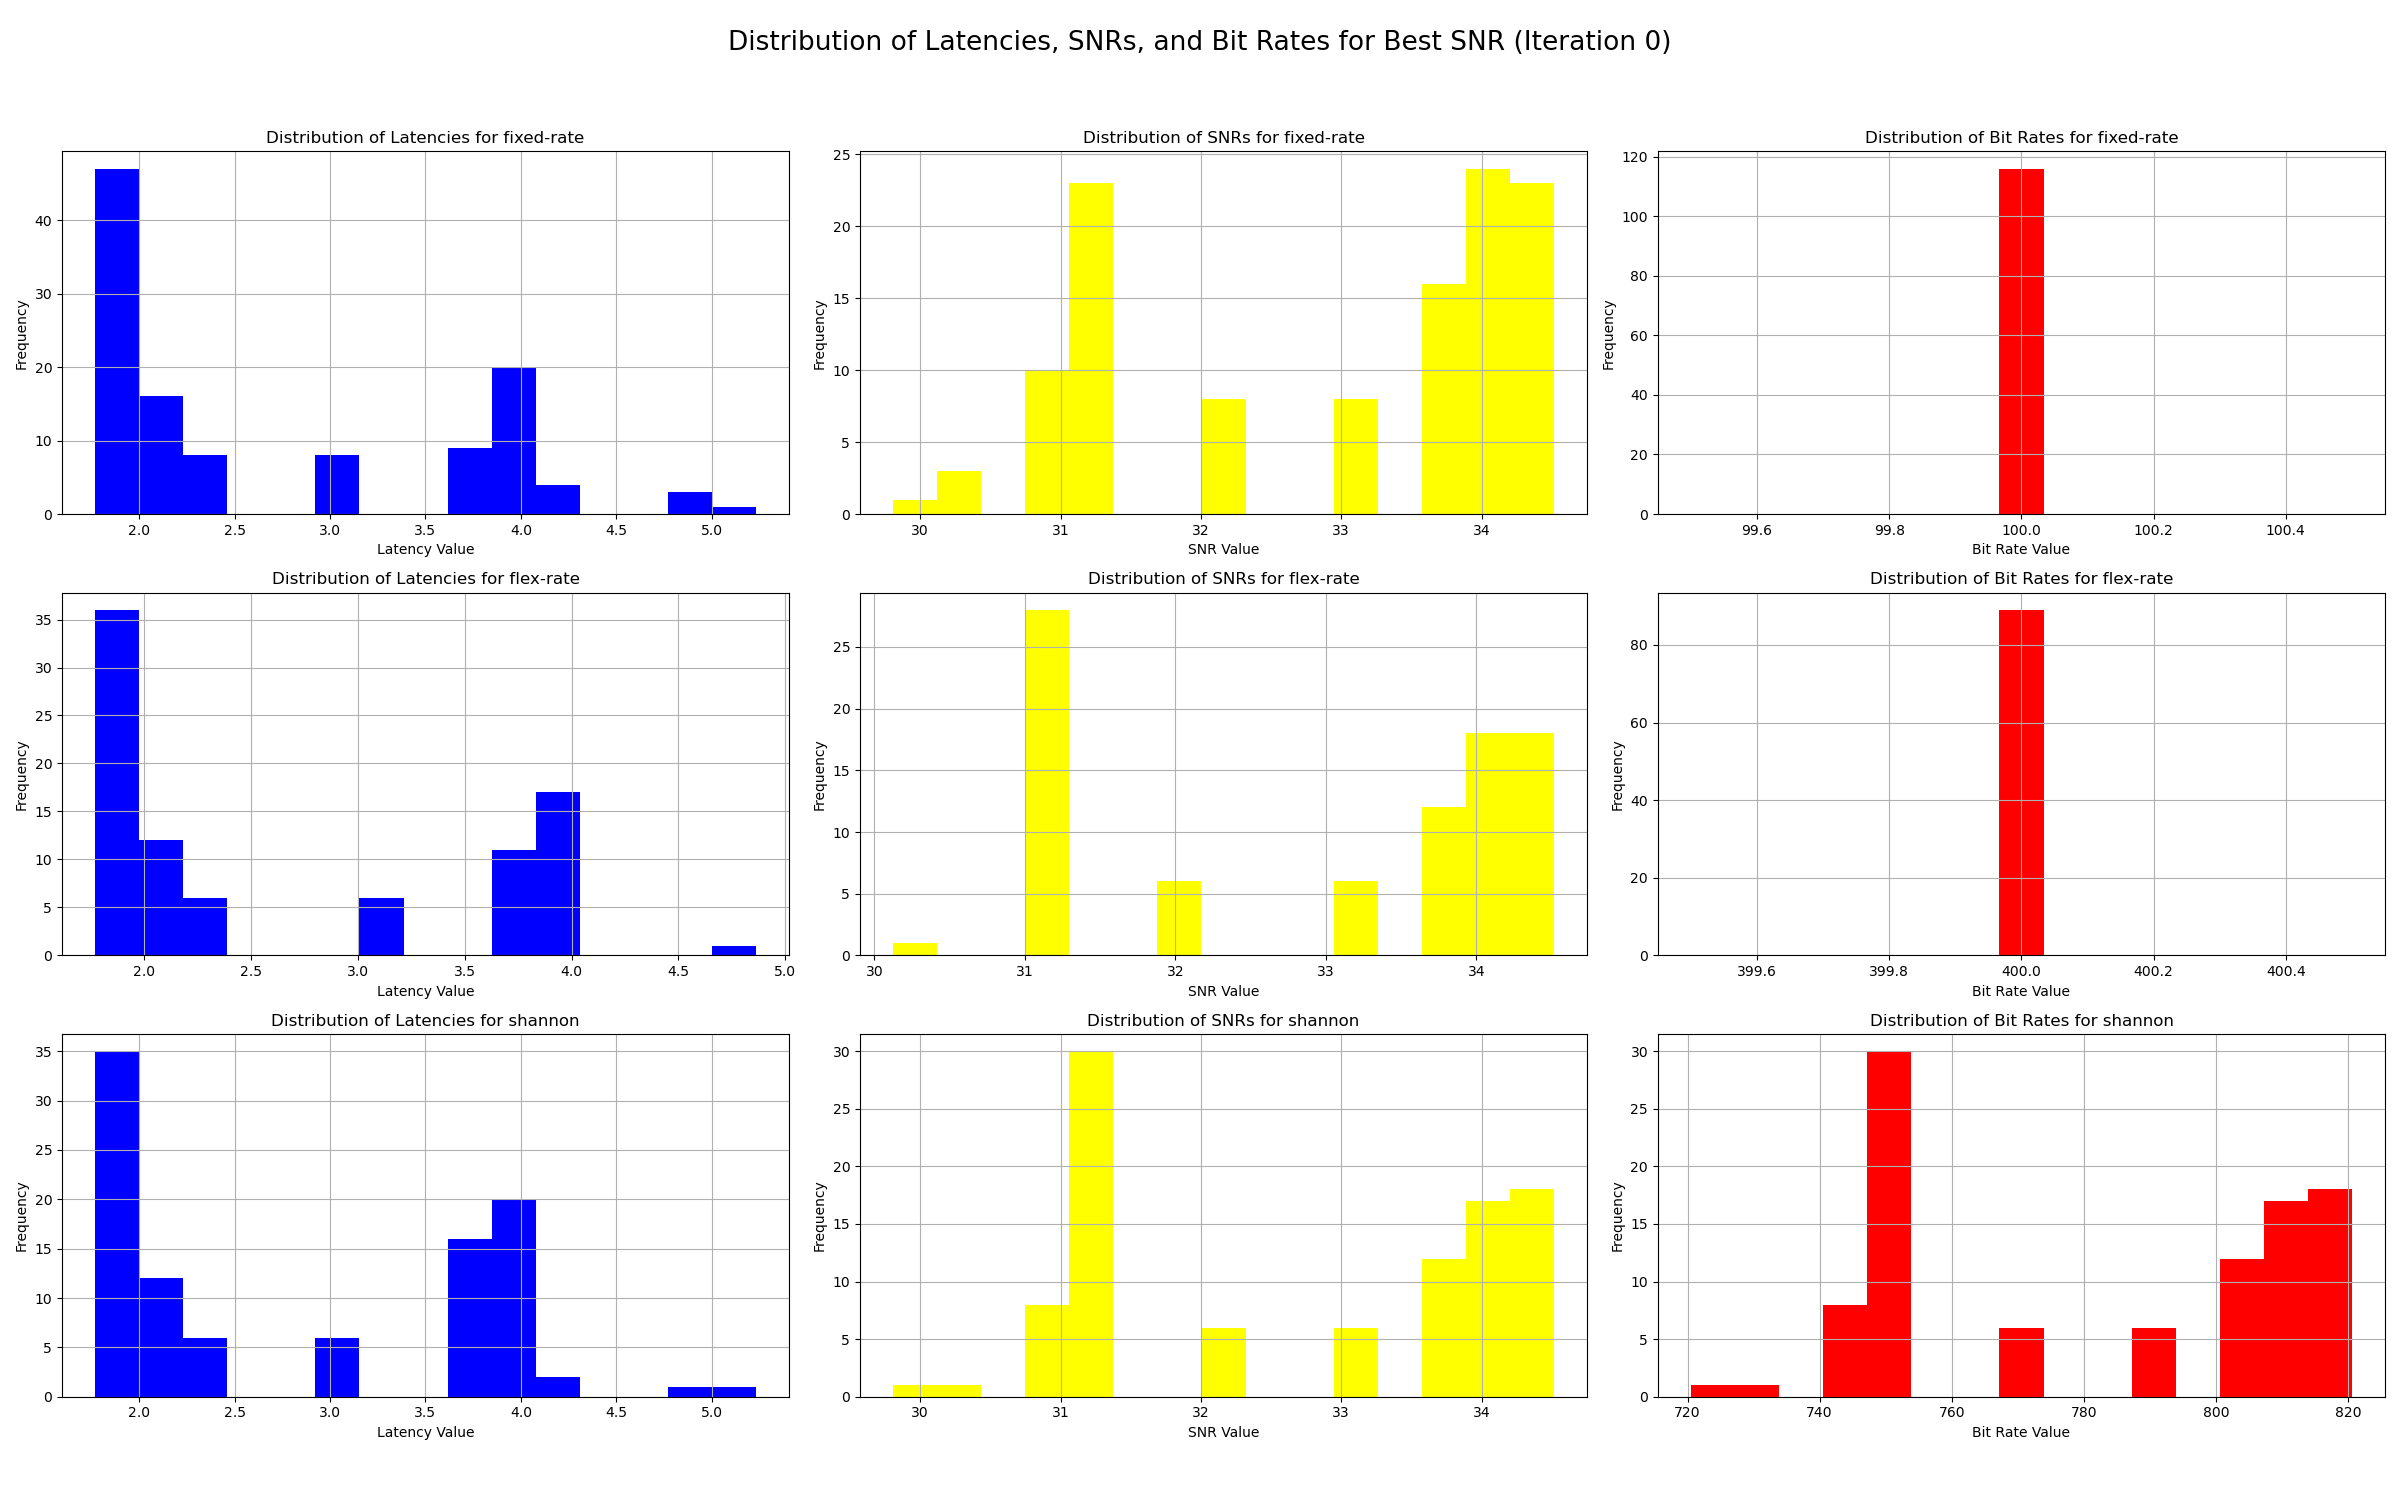 Distribution of Latencies, SNRs, and Bit Rates for Best SNR (Iteration 0)
Distribution of Latencies for fixed-rate
Frequency
0
10
20
30
40
2.0 2.5 3.0 3.5 4.0 4.5 5.0
Latency Value
Distribution of SNRs for fixed-rate
Frequency
0
5
10
15
20
25
30 31 32 33 34
SNR Value
Distribution of Bit Rates for fixed-rate
Frequency
0
20
40
60
80
100
120
99.6 99.8 100.0 100.2 100.4
Bit Rate Value
Distribution of Latencies for flex-rate
Frequency
0
5
10
15
20
25
30
35
2.0 2.5 3.0 3.5 4.0 4.5 5.0
Latency Value
Distribution of SNRs for flex-rate
Frequency
0
5
10
15
20
25
30 31 32 33 34
SNR Value
Distribution of Bit Rates for flex-rate
Frequency
0
20
40
60
80
399.6 399.8 400.0 400.2 400.4
Bit Rate Value
Distribution of Latencies for shannon
Frequency
0
5
10
15
20
25
30
35
2.0 2.5 3.0 3.5 4.0 4.5 5.0
Latency Value
Distribution of SNRs for shannon
Frequency
0
5
10
15
20
25
30
30 31 32 33 34
SNR Value
Distribution of Bit Rates for shannon
Frequency
0
5
10
15
20
25
30
720 740 760 780 800 820
Bit Rate Value